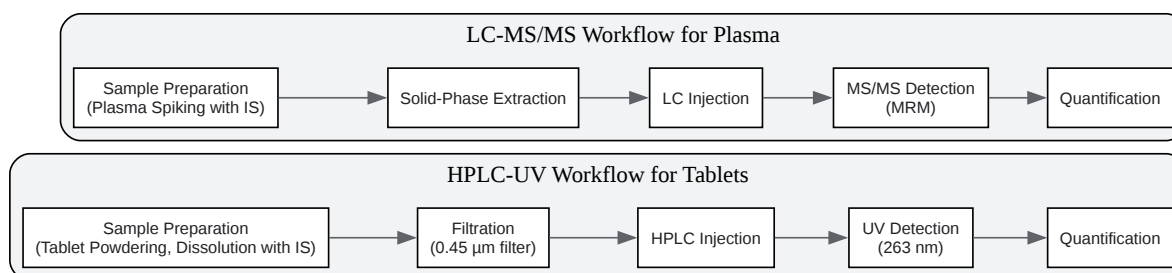 LC-MS/MS Workflow for Plasma
Sample Preparation
(Plasma Spiking with IS)
Solid-Phase Extraction
LC Injection
MS/MS Detection
(MRM)
Quantification
HPLC-UV Workflow for Tablets
Sample Preparation
(Tablet Powdering, Dissolution with IS)
Filtration
(0.45 µm filter)
HPLC Injection
UV Detection
(263 nm)
Quantification